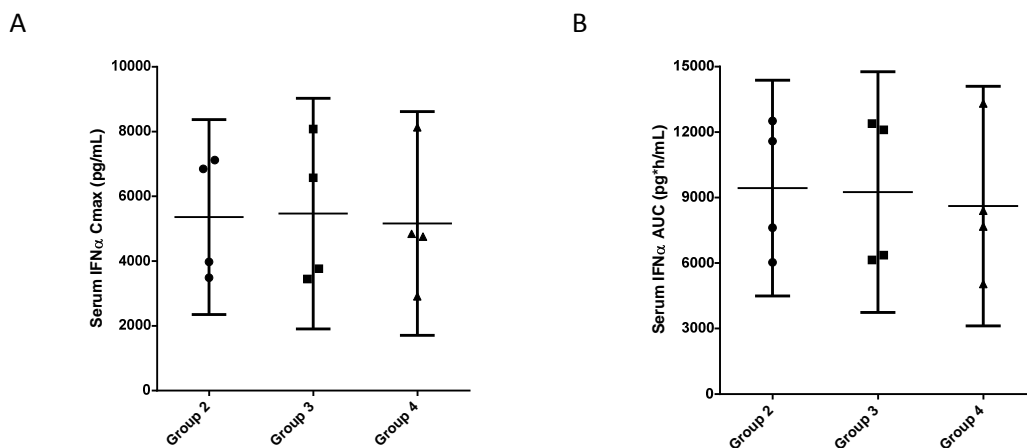 A
Serum IFNα Cmax (pg/mL)
10000
8000
6000
4000
2000
0
Group 2
Group 3
Group 4
B
Serum IFNα AUC (pg*h/mL)
15000
12000
9000
6000
3000
0
Group 2
Group 3
Group 4